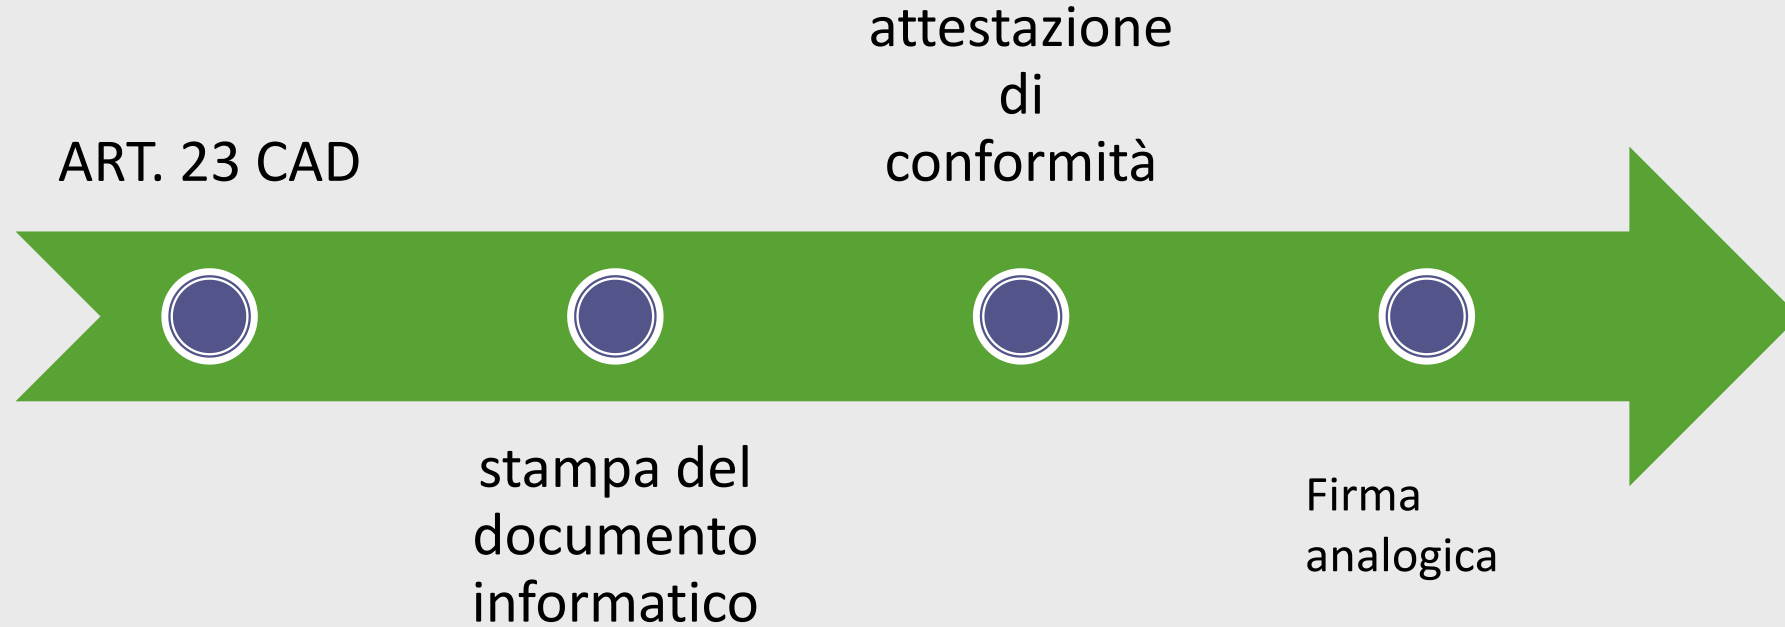 ART. 23 CAD
stampa del
documento
informatico
attestazione
di
conformità
Firma
analogica